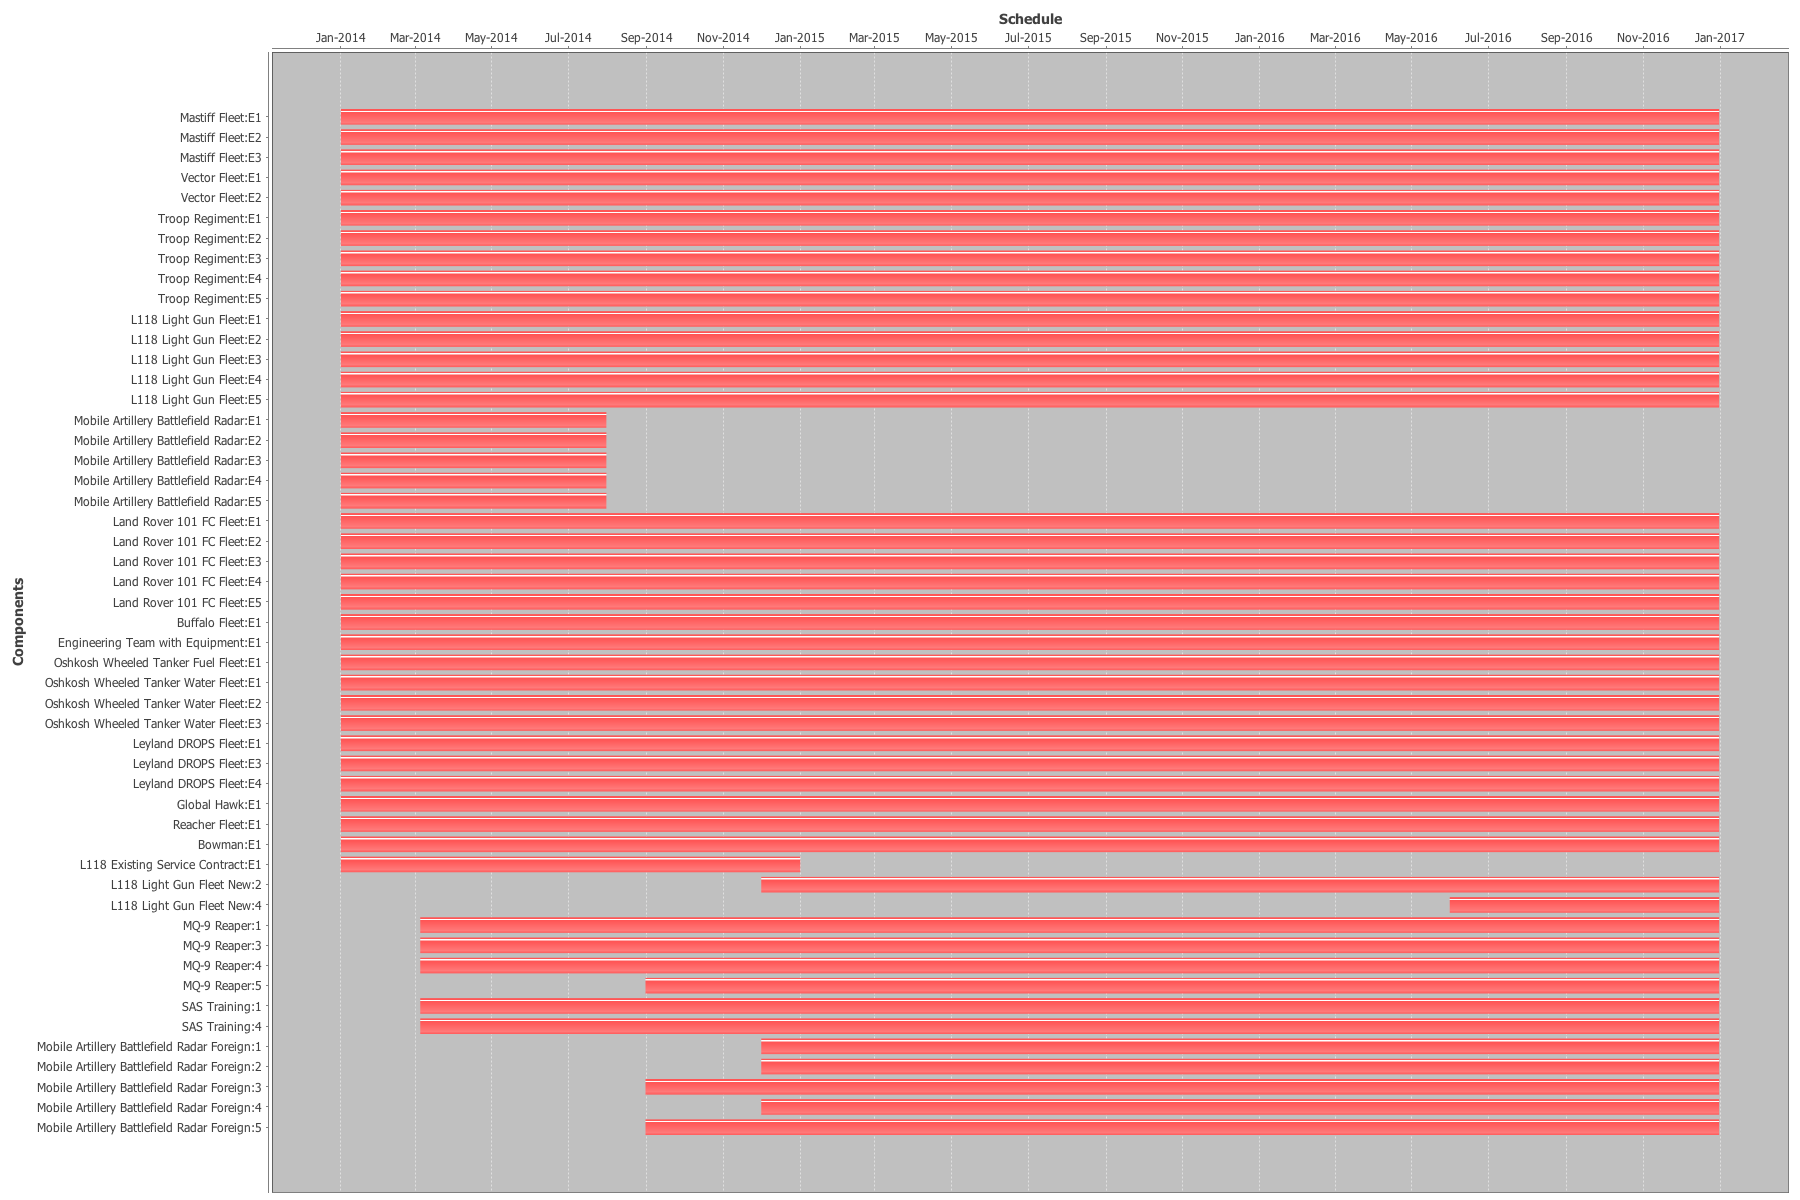 Schedule
Jan-2014 Mar-2014 May-2014 Jul-2014 Sep-2014 Nov-2014 Jan-2015 Mar-2015 May-2015 Jul-2015 Sep-2015 Nov-2015 Jan-2016 Mar-2016 May-2016 Jul-2016 Sep-2016 Nov-2016 Jan-2017
Components
Mastiff Fleet:E1
Mastiff Fleet:E2
Mastiff Fleet:E3
Vector Fleet:E1
Vector Fleet:E2
Troop Regiment:E1
Troop Regiment:E2
Troop Regiment:E3
Troop Regiment:E4
Troop Regiment:E5
L118 Light Gun Fleet:E1
L118 Light Gun Fleet:E2
L118 Light Gun Fleet:E3
L118 Light Gun Fleet:E4
L118 Light Gun Fleet:E5
Mobile Artillery Battlefield Radar:E1
Mobile Artillery Battlefield Radar:E2
Mobile Artillery Battlefield Radar:E3
Mobile Artillery Battlefield Radar:E4
Mobile Artillery Battlefield Radar:E5
Land Rover 101 FC Fleet:E1
Land Rover 101 FC Fleet:E2
Land Rover 101 FC Fleet:E3
Land Rover 101 FC Fleet:E4
Land Rover 101 FC Fleet:E5
Buffalo Fleet:E1
Engineering Team with Equipment:E1
Oshkosh Wheeled Tanker Fuel Fleet:E1
Oshkosh Wheeled Tanker Water Fleet:E1
Oshkosh Wheeled Tanker Water Fleet:E2
Oshkosh Wheeled Tanker Water Fleet:E3
Leyland DROPS Fleet:E1
Leyland DROPS Fleet:E3
Leyland DROPS Fleet:E4
Global Hawk:E1
Reacher Fleet:E1
Bowman:E1
L118 Existing Service Contract:E1
L118 Light Gun Fleet New:2
L118 Light Gun Fleet New:4
MQ-9 Reaper:1
MQ-9 Reaper:3
MQ-9 Reaper:4
MQ-9 Reaper:5
SAS Training:1
SAS Training:4
Mobile Artillery Battlefield Radar Foreign:1
Mobile Artillery Battlefield Radar Foreign:2
Mobile Artillery Battlefield Radar Foreign:3
Mobile Artillery Battlefield Radar Foreign:4
Mobile Artillery Battlefield Radar Foreign:5